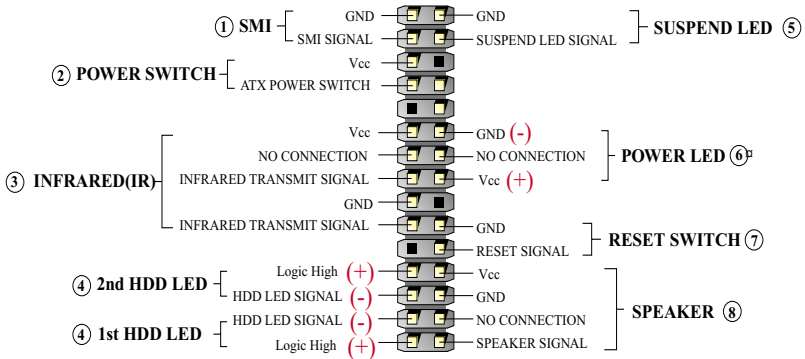 ① SMI
GND
SMI SIGNAL
GND
SUSPEND LED SIGNAL
SUSPEND LED ⑤
② POWER SWITCH
Vcc
ATX POWER SWITCH
③ INFRARED(IR)
Vcc
NO CONNECTION
INFRARED TRANSMIT SIGNAL
GND
INFRARED TRANSMIT SIGNAL
GND (-)
NO CONNECTION
Vcc (+)
POWER LED ⑥¤
GND
RESET SIGNAL
RESET SWITCH ⑦
④ 2nd HDD LED
Logic High (+)
HDD LED SIGNAL (-)
④ 1st HDD LED
HDD LED SIGNAL (-)
Logic High (+)
Vcc
GND
NO CONNECTION
SPEAKER SIGNAL
SPEAKER ⑧